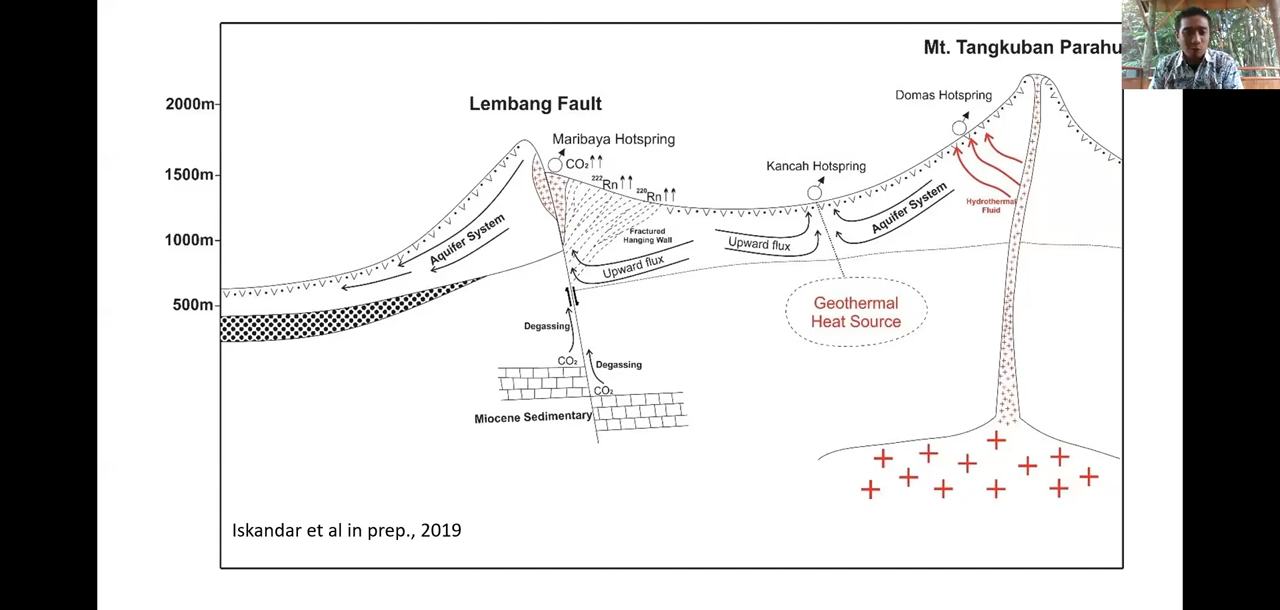 Mt. Tangkuban Parahu
Lembang Fault
2000m
1500m
1000m
500m
Domas Hotspring
Maribaya Hotspring
CO₂
Kancah Hotspring
²²²Rn
²²⁰Rn
Hydrothermal
Fluid
Aquifer System
Aquifer System
Fractured
Hanging Wall
Upward flux
Upward flux
Geothermal
Heat Source
Degassing
CO₂
Degassing
CO₂
Miocene Sedimentary
Iskandar et al in prep., 2019